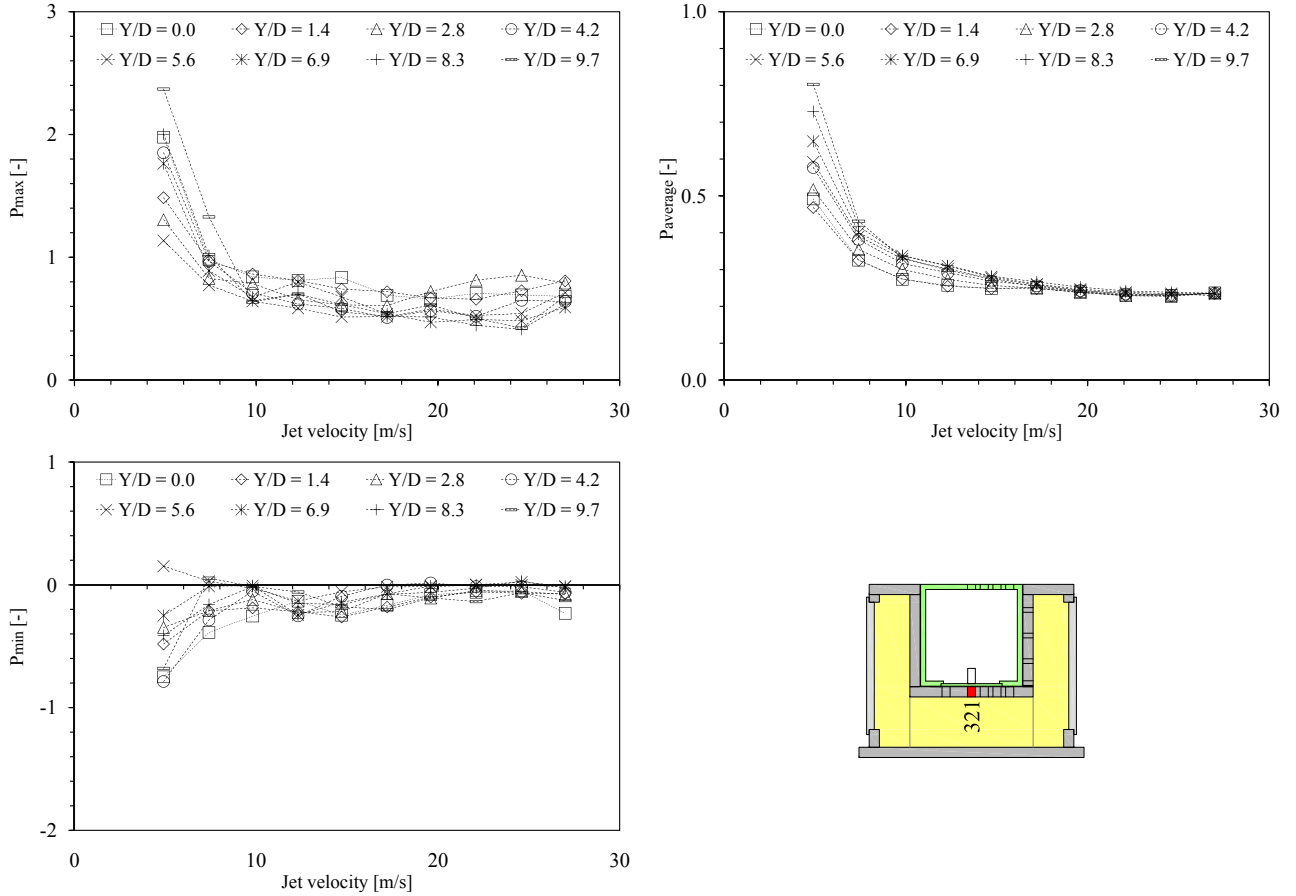 3
2
1
0
Pmax [-]
Y/D = 0.0 Y/D = 1.4 Y/D = 2.8 Y/D = 4.2
Y/D = 5.6 Y/D = 6.9 Y/D = 8.3 Y/D = 9.7
0 10 20 30
Jet velocity [m/s]
1.0
0.5
0.0
Paverage [-]
Y/D = 0.0 Y/D = 1.4 Y/D = 2.8 Y/D = 4.2
Y/D = 5.6 Y/D = 6.9 Y/D = 8.3 Y/D = 9.7
0 10 20 30
Jet velocity [m/s]
1
0
-1
-2
Pmin [-]
Y/D = 0.0 Y/D = 1.4 Y/D = 2.8 Y/D = 4.2
Y/D = 5.6 Y/D = 6.9 Y/D = 8.3 Y/D = 9.7
0 10 20 30
Jet velocity [m/s]
321